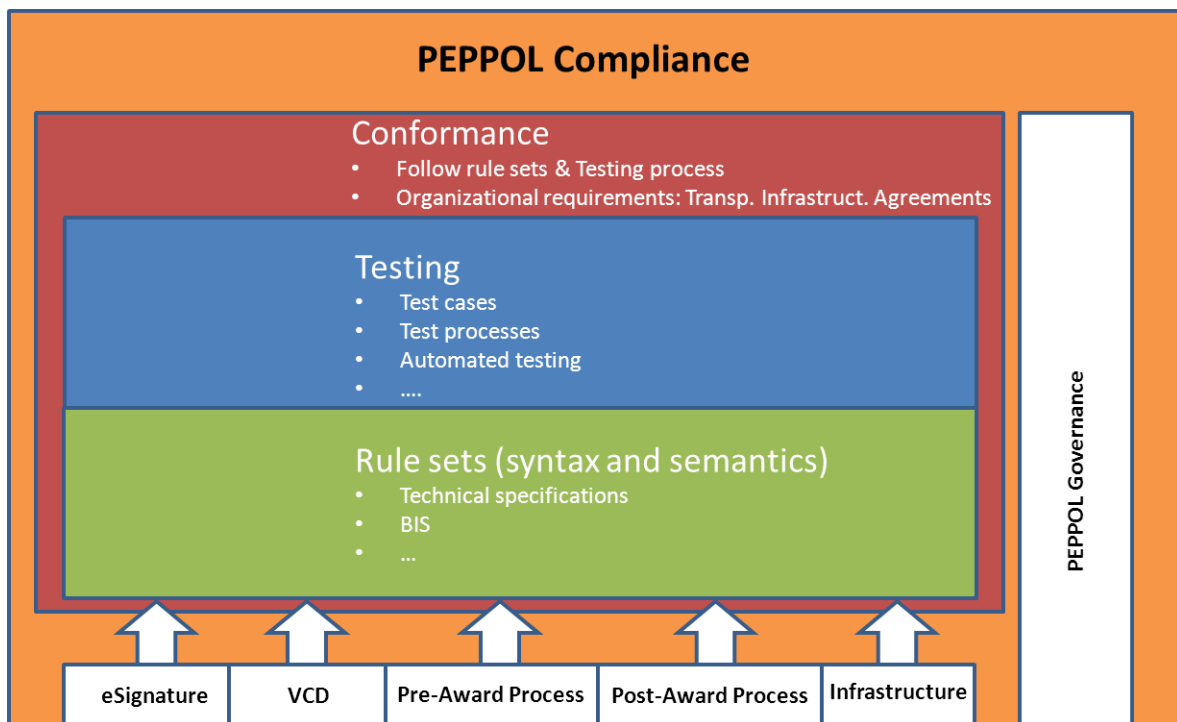 PEPPOL Compliance
Conformance
• Follow rule sets & Testing process
• Organizational requirements: Transp. Infrastruct. Agreements
Testing
• Test cases
• Test processes
• Automated testing
• ....
Rule sets (syntax and semantics)
• Technical specifications
• BIS
• ...
PEPPOL Governance
eSignature
VCD
Pre-Award Process
Post-Award Process
Infrastructure